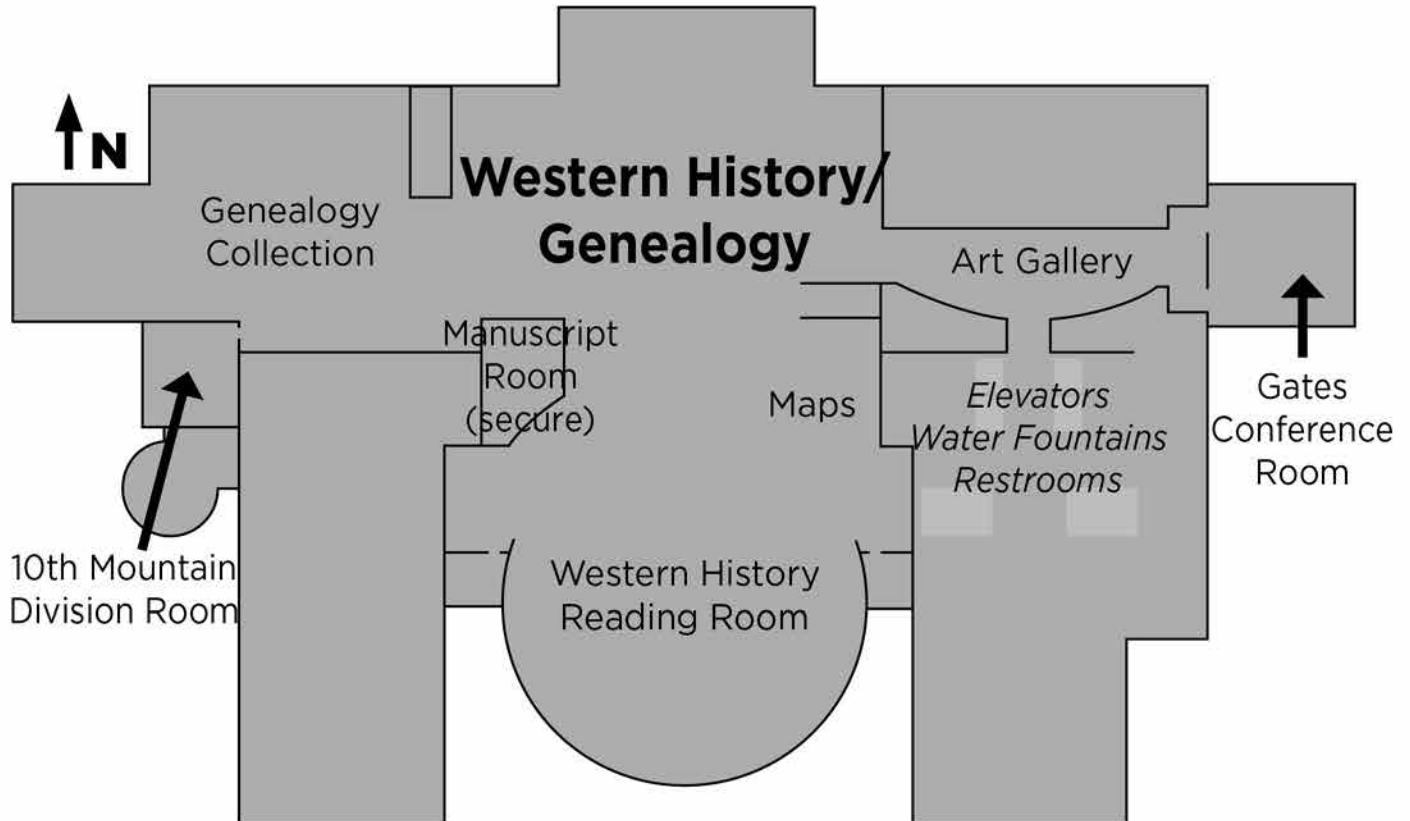 N
Western History/
Genealogy
Genealogy
Collection
Art Gallery
Manuscript
Room
(secure)
Maps
Elevators
Water Fountains
Restrooms
Gates
Conference
Room
10th Mountain
Division Room
Western History
Reading Room